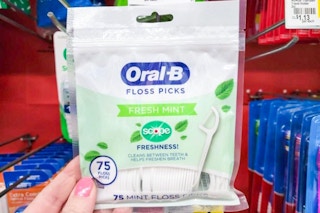 Oral-B
FLOSS PICKS
FRESH MINT
scope
FRESHNESS!
CLEANS BETWEEN TEETH &
HELPS FRESHEN BREATH
75
FLOSS
PICKS
75 MINT FLOSS